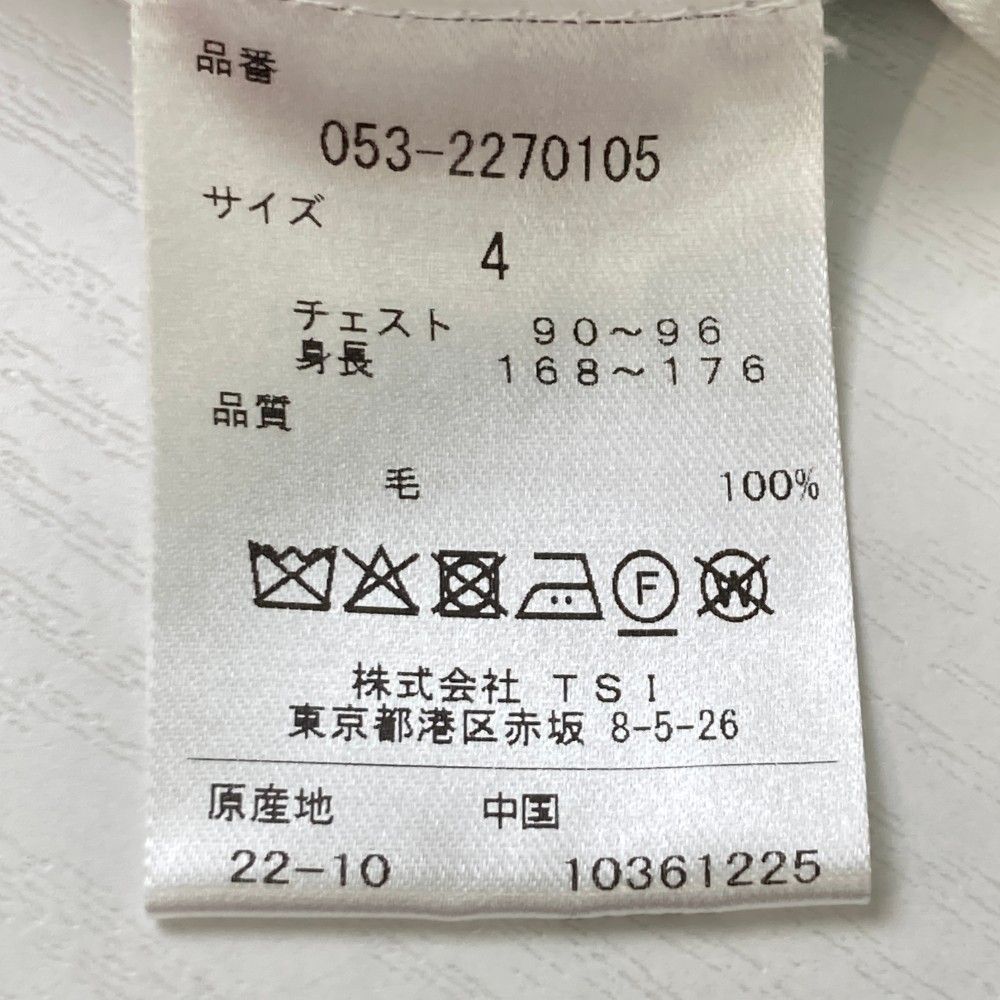 品番
053-2270105
サイズ
4
チェスト 90～96
身長 168～176
品質
毛 100%
F W
株式会社 TSI
東京都港区赤坂 8-5-26
原産地 中国
22-10 10361225